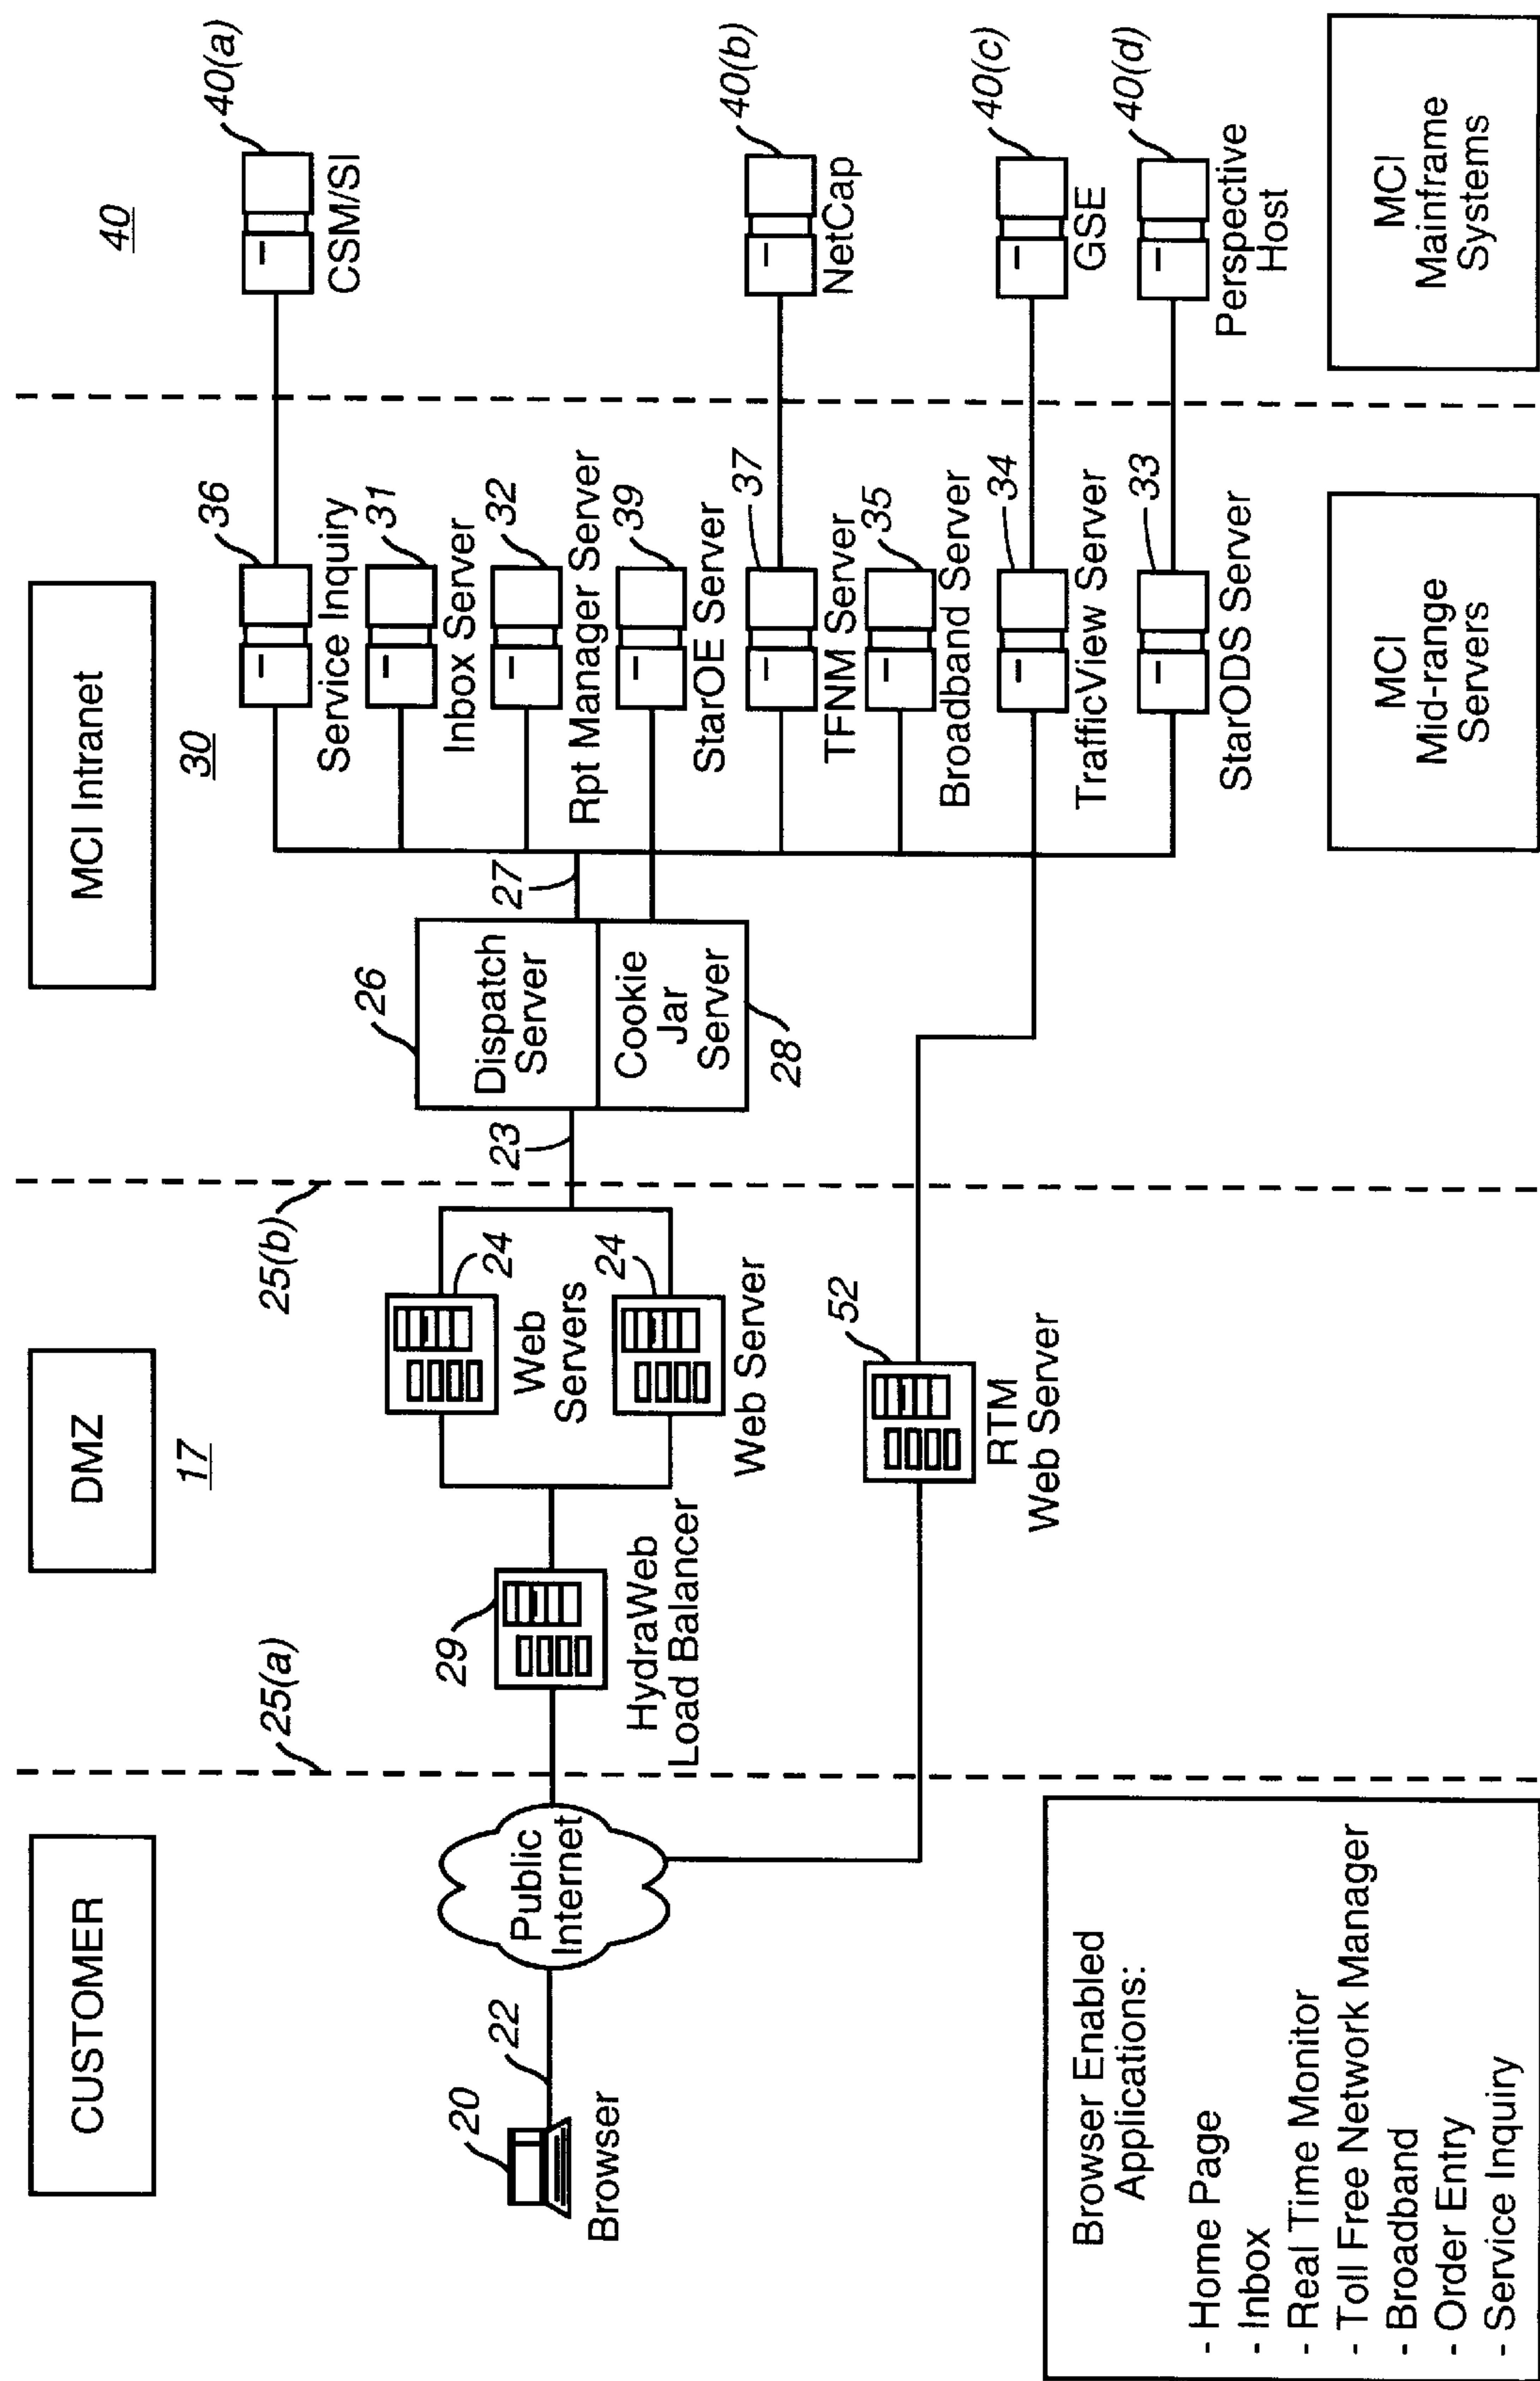 CUSTOMER
DMZ
MCI Intranet
17
30
40
25(a)
25(b)
20
22
Browser
Public
Internet
29
HydraWeb
Load Balancer
24
Web
Servers
24
Web Server
52
RTM
Web Server
23
26
Dispatch
Server
Cookie
Jar
Server
28
27
36
Service Inquiry
31
Inbox Server
32
Rpt Manager Server
39
StarOE Server
37
TFNM Server
35
Broadband Server
34
TrafficView Server
33
StarODS Server
40(a)
CSM/SI
40(b)
NetCap
40(c)
GSE
40(d)
Perspective
Host
Browser Enabled
Applications:
- Home Page
- Inbox
- Real Time Monitor
- Toll Free Network Manager
- Broadband
- Order Entry
- Service Inquiry
MCI
Mid-range
Servers
MCI
Mainframe
Systems